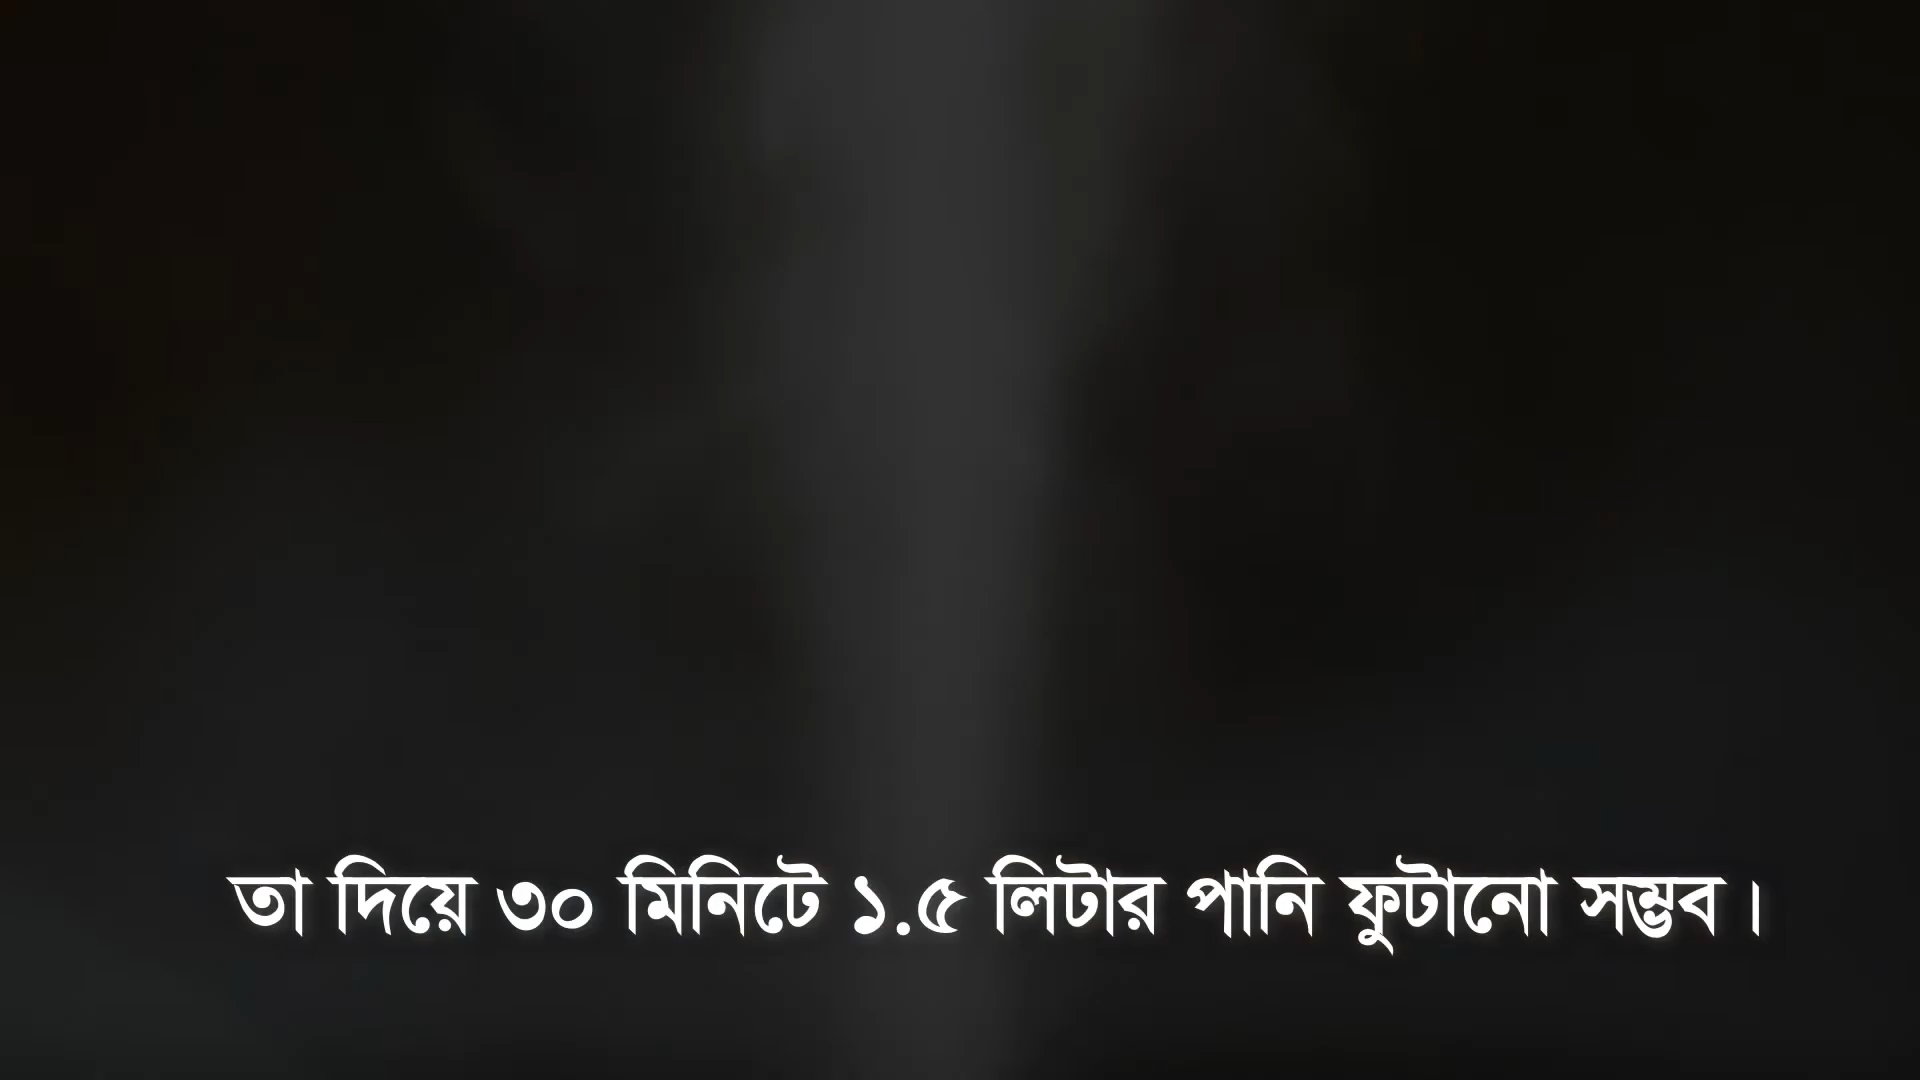 তা দিয়ে ৩০ মিনিটে ১.৫ লিটার পানি ফুটানো সম্ভব।